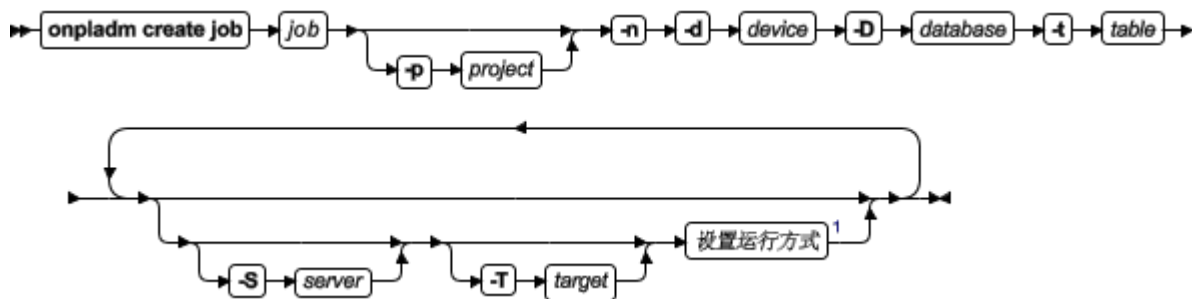 onpladm create job job -n -d device -D database -t table
-p project
设置运行方式 1
-S server -T target